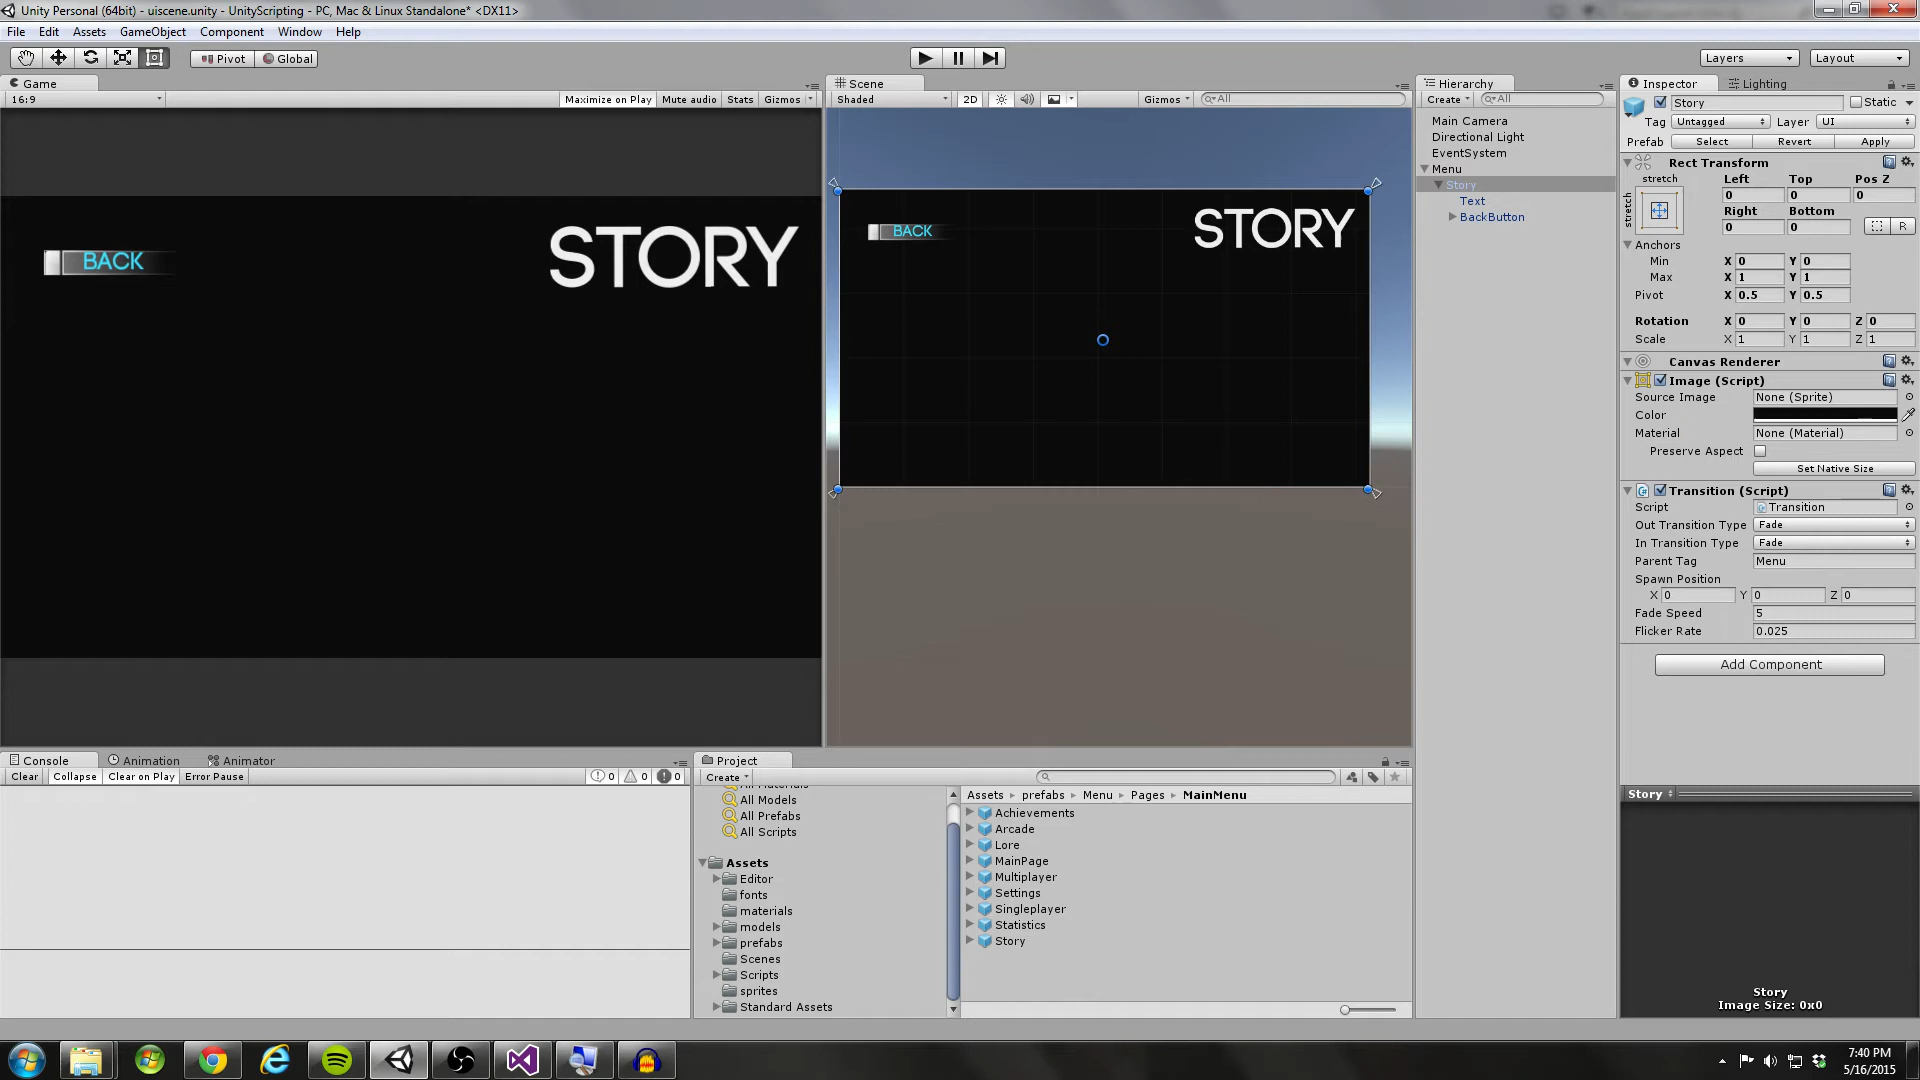 Unity Personal (64bit) - uiscene.unity - UnityScripting - PC, Mac & Linux Standalone* <DX11>
File Edit Assets GameObject Component Window Help
Pivot Global Layers Layout
Game
16:9 Maximize on Play Mute audio Stats Gizmos
BACK
STORY
Scene
Shaded 2D Gizmos All
BACK
STORY
Hierarchy
Create All
Main Camera
Directional Light
EventSystem
Menu
Story
Text
BackButton
Inspector Lighting
Story Static
Tag Untagged Layer UI
Prefab Select Revert Apply
Rect Transform
stretch Left Top Pos Z
stretch 0 0 0
Right Bottom
0 0 R
Anchors
Min X 0 Y 0
Max X 1 Y 1
Pivot X 0.5 Y 0.5
Rotation X 0 Y 0 Z 0
Scale X 1 Y 1 Z 1
Canvas Renderer
Image (Script)
Source Image None (Sprite)
Color
Material None (Material)
Preserve Aspect
Set Native Size
Transition (Script)
Script Transition
Out Transition Type Fade
In Transition Type Fade
Parent Tag Menu
Spawn Position
X 0 Y 0 Z 0
Fade Speed 5
Flicker Rate 0.025
Add Component
Story
Story
Image Size: 0x0
Console Animation Animator
Clear Collapse Clear on Play Error Pause 0 0 0
Project
Create
All Materials
All Models
All Prefabs
All Scripts
Assets
Editor
fonts
materials
models
prefabs
Scenes
Scripts
sprites
Standard Assets
Assets prefabs Menu Pages MainMenu
Achievements
Arcade
Lore
MainPage
Multiplayer
Settings
Singleplayer
Statistics
Story
7:40 PM
5/16/2015